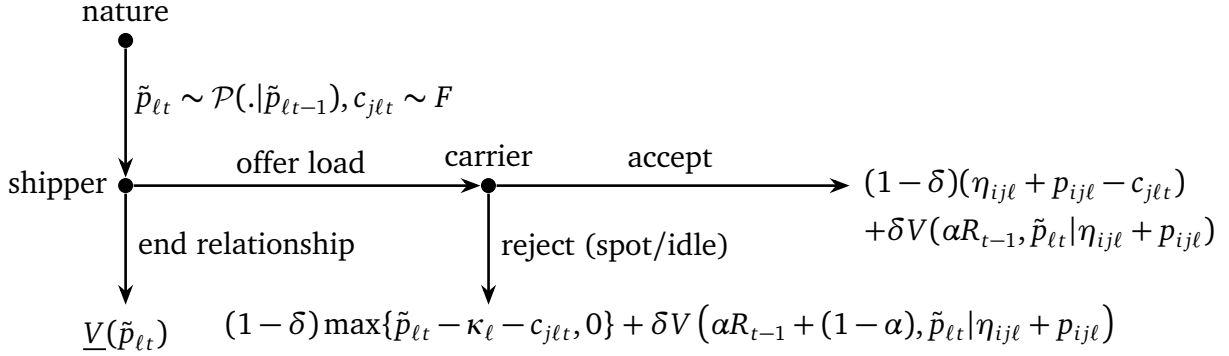 nature
p̃_{ℓt} ∼ 𝒫(.|p̃_{ℓt−1}), c_{jℓt} ∼ F
shipper
offer load
carrier
accept
(1 − δ)(η_{ijℓ} + p_{ijℓ} − c_{jℓt})
+δV(αR_{t−1}, p̃_{ℓt}|η_{ijℓ} + p_{ijℓ})
end relationship
reject (spot/idle)
V̲(p̃_{ℓt})
(1 − δ) max{p̃_{ℓt} − κ_ℓ − c_{jℓt}, 0} + δV(αR_{t−1} + (1 − α), p̃_{ℓt}|η_{ijℓ} + p_{ijℓ})